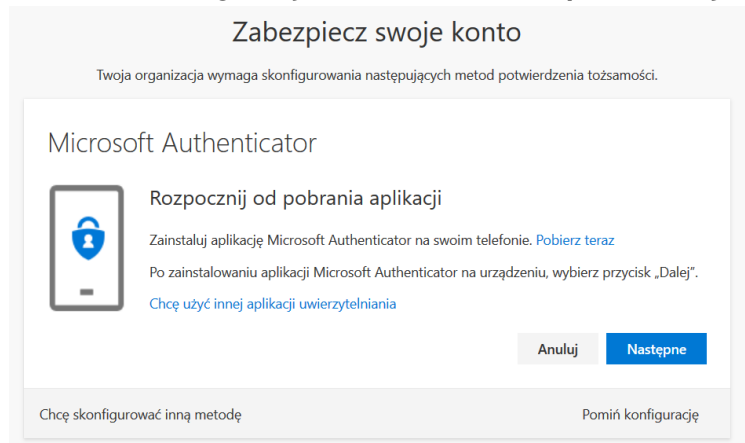 Zabezpiecz swoje konto
Twoja organizacja wymaga skonfigurowania następujących metod potwierdzenia tożsamości.
Microsoft Authenticator
Rozpocznij od pobrania aplikacji
Zainstaluj aplikację Microsoft Authenticator na swoim telefonie. Pobierz teraz
Po zainstalowaniu aplikacji Microsoft Authenticator na urządzeniu, wybierz przycisk „Dalej”.
Chcę użyć innej aplikacji uwierzytelniania
Anuluj Następne
Chcę skonfigurować inną metodę Pomiń konfigurację